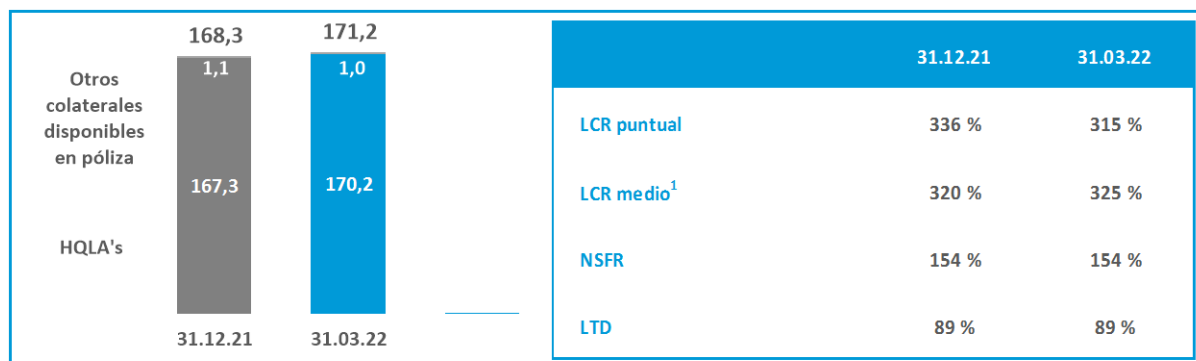 168,3 171,2
1,1 1,0
Otros
colaterales
disponibles
en póliza
167,3 170,2
HQLA's
31.12.21 31.03.22
31.12.21 31.03.22
LCR puntual 336 % 315 %
LCR medio¹ 320 % 325 %
NSFR 154 % 154 %
LTD 89 % 89 %